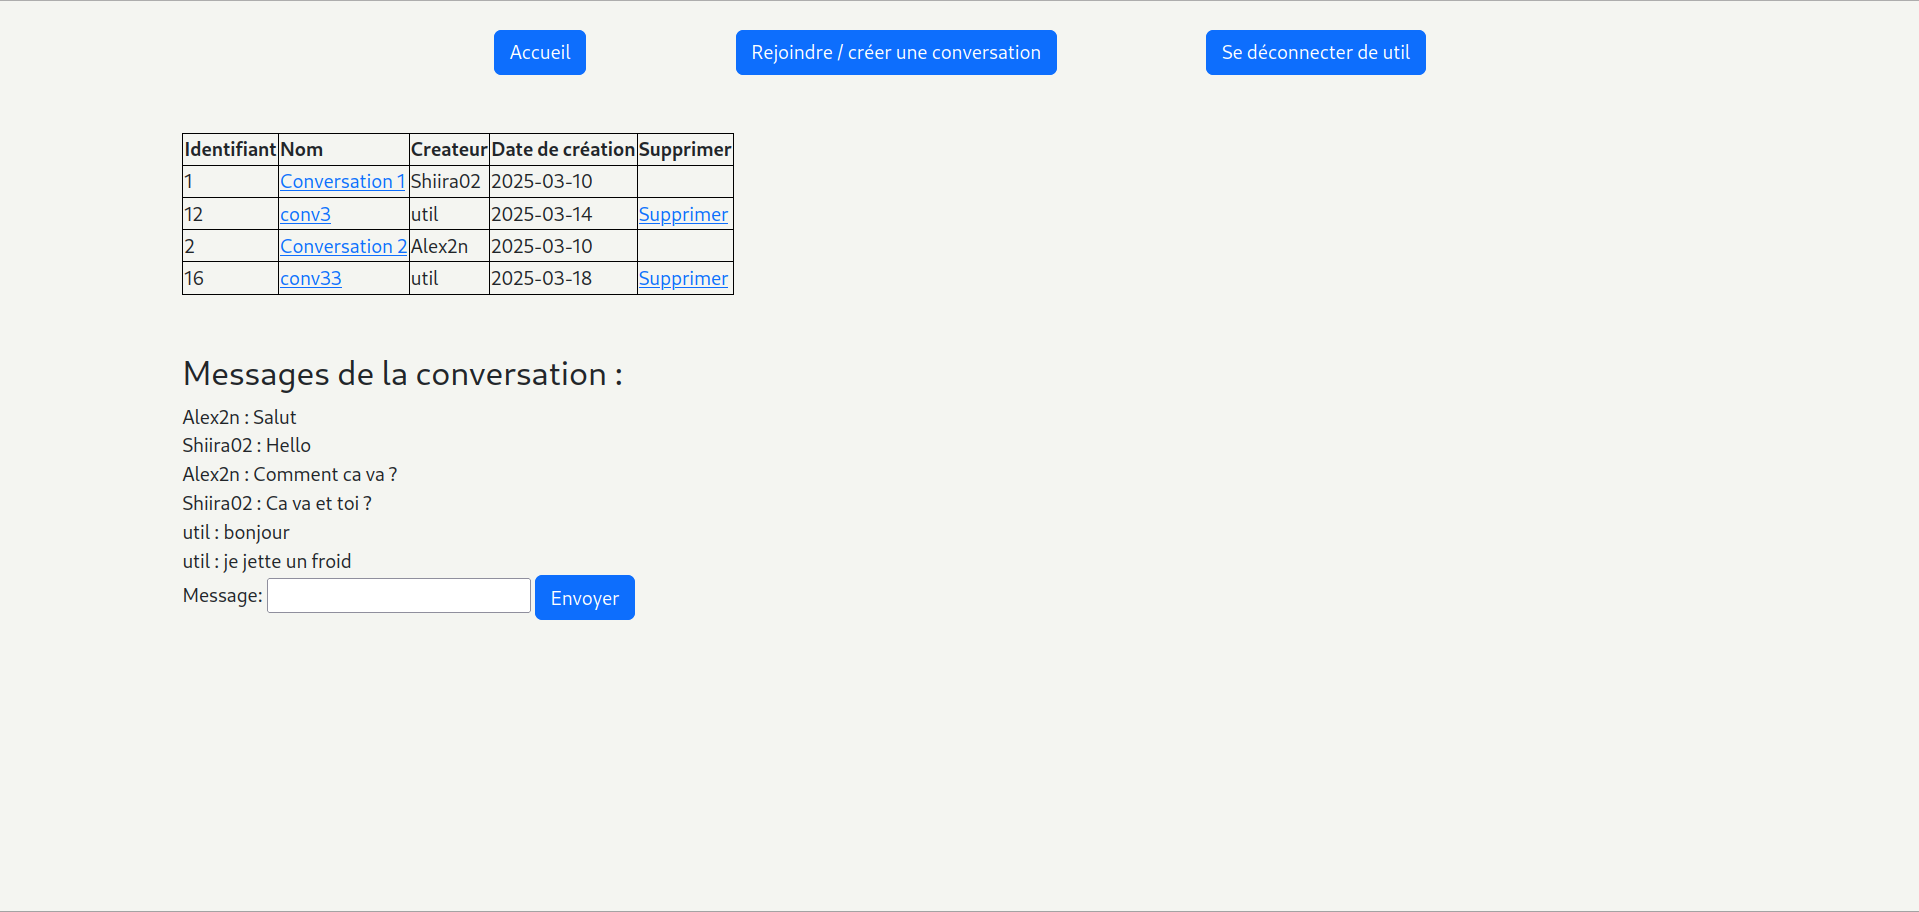 Accueil Rejoindre / créer une conversation Se déconnecter de util
Identifiant Nom Createur Date de création Supprimer
1 Conversation 1 Shiira02 2025-03-10
12 conv3 util 2025-03-14 Supprimer
2 Conversation 2 Alex2n 2025-03-10
16 conv33 util 2025-03-18 Supprimer
Messages de la conversation :
Alex2n : Salut
Shiira02 : Hello
Alex2n : Comment ca va ?
Shiira02 : Ca va et toi ?
util : bonjour
util : je jette un froid
Message: Envoyer